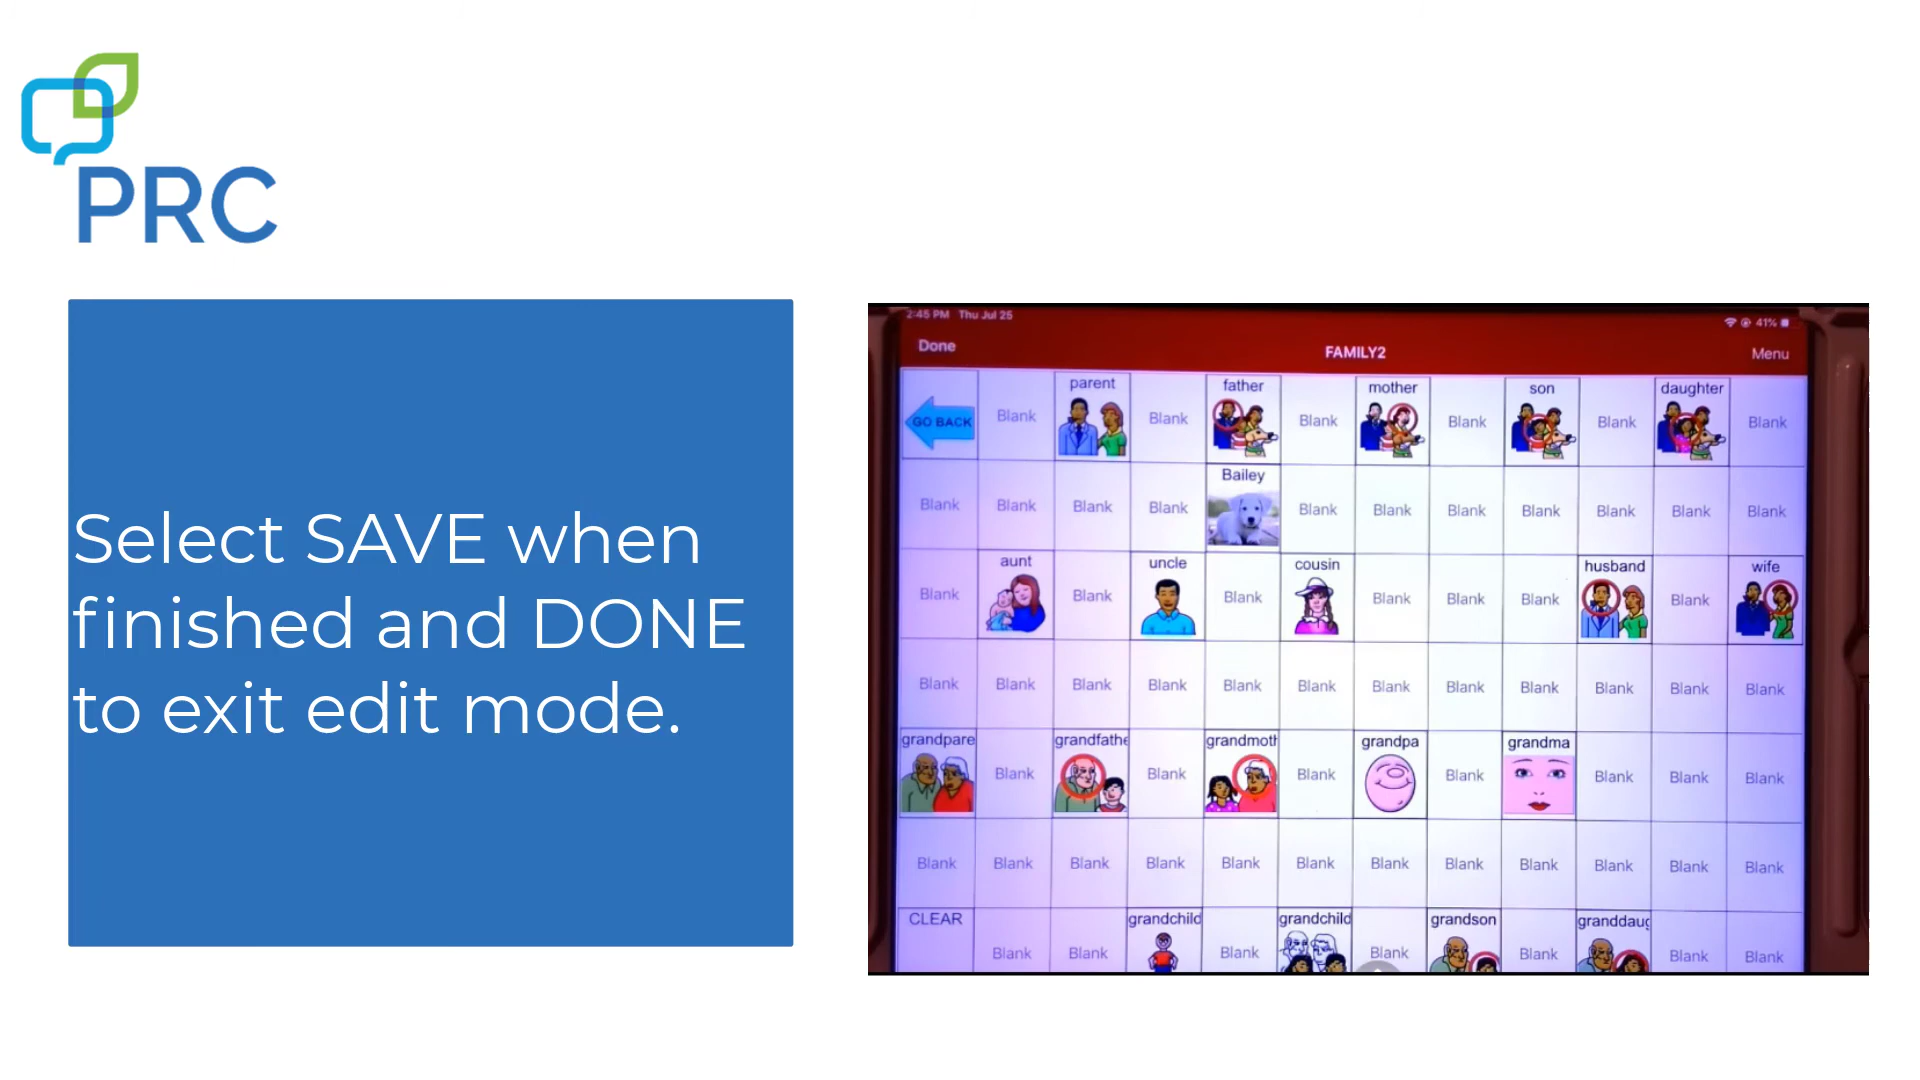 PRC
Select SAVE when
finished and DONE
to exit edit mode.
2:45 PM Thu Jul 25
41%
Done
FAMILY2
Menu
GO BACK
Blank
parent
Blank
father
Blank
mother
Blank
son
Blank
daughter
Blank
Blank Blank Blank Blank
Bailey
Blank Blank Blank Blank Blank Blank Blank
Blank
aunt
Blank
uncle
Blank
cousin
Blank Blank Blank
husband
Blank
wife
Blank Blank Blank Blank Blank Blank Blank Blank Blank Blank Blank Blank
grandpare
Blank
grandfathe
Blank
grandmoth
Blank
grandpa
Blank
grandma
Blank Blank Blank
Blank Blank Blank Blank Blank Blank Blank Blank Blank Blank Blank Blank
CLEAR
Blank Blank
grandchild
Blank
grandchild
Blank
grandson
Blank
granddaug
Blank Blank